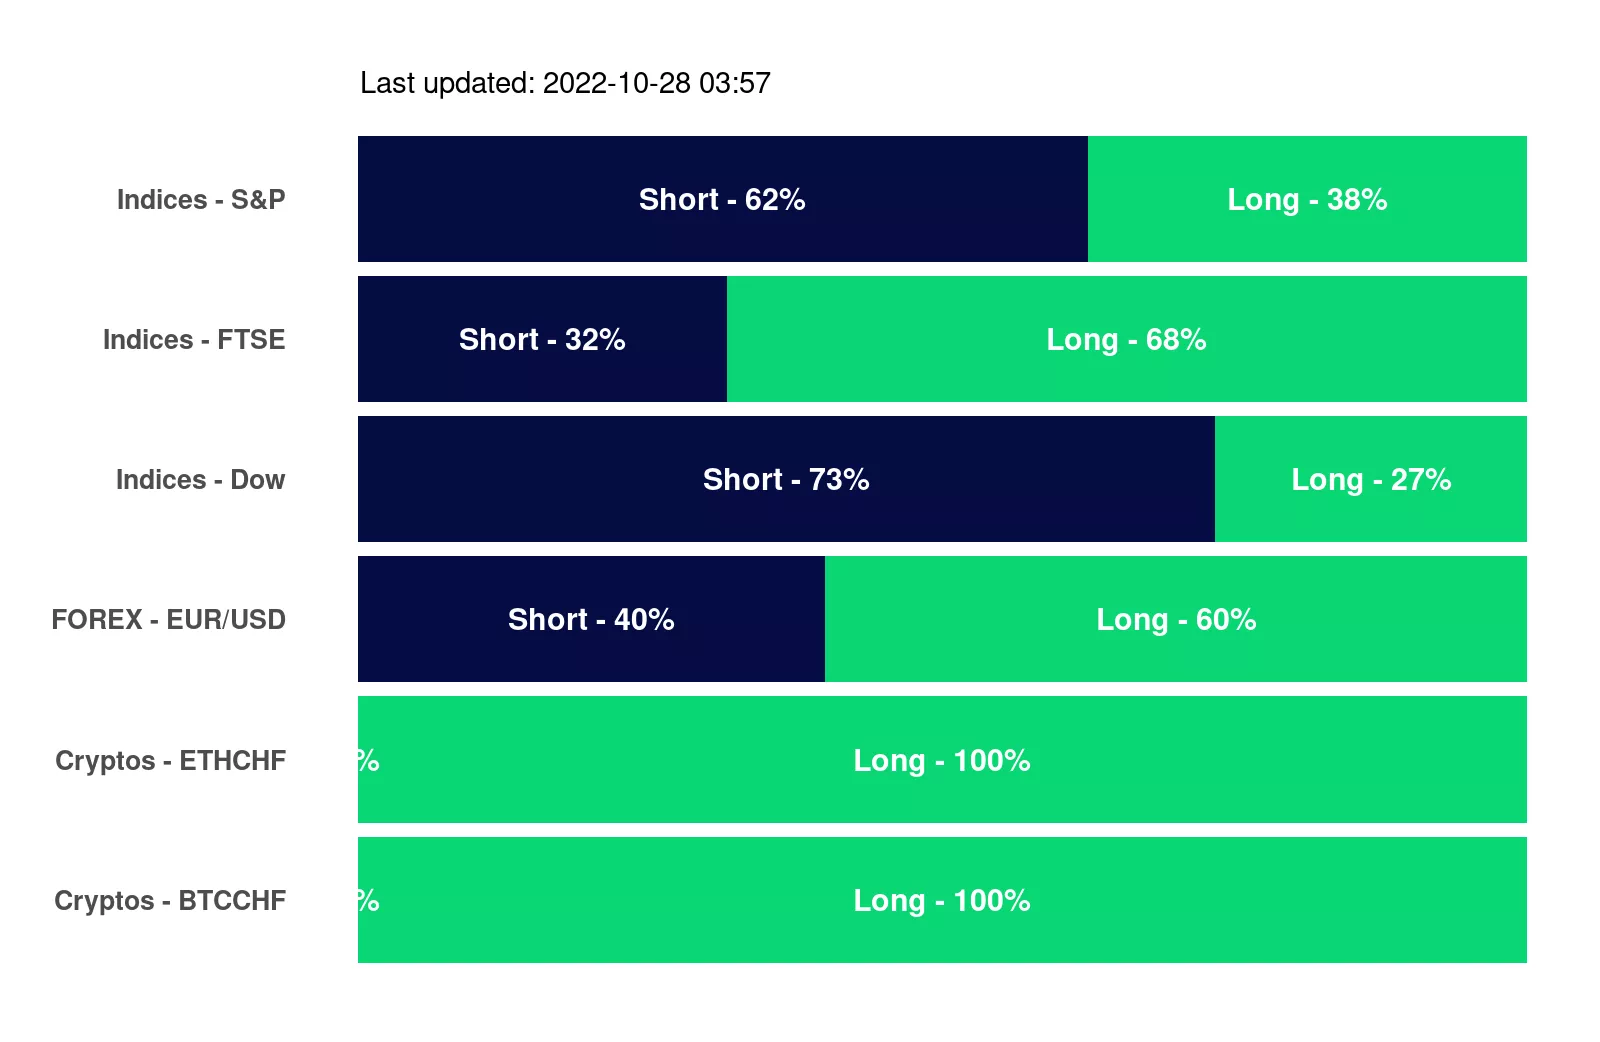 Last updated: 2022-10-28 03:57
Indices - S&P
Short - 62%
Long - 38%
Indices - FTSE
Short - 32%
Long - 68%
Indices - Dow
Short - 73%
Long - 27%
FOREX - EUR/USD
Short - 40%
Long - 60%
Cryptos - ETHCHF
%
Long - 100%
Cryptos - BTCCHF
%
Long - 100%